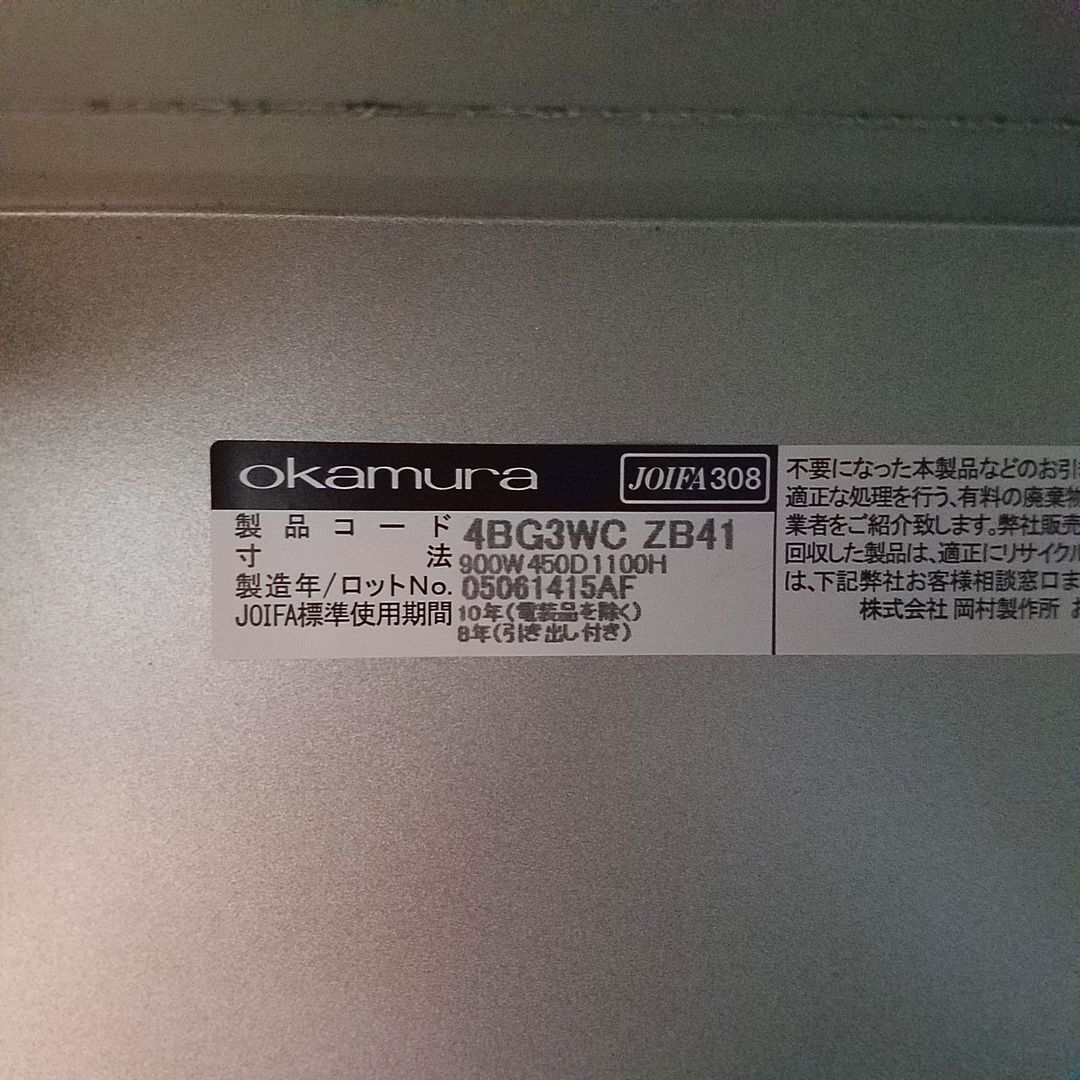 okamura JOIFA308
製品コード 4BG3WC ZB41
寸法 900W450D1100H
製造年/ロットNo. 05061415AF
JOIFA標準使用期間 10年(電装品を除く)
8年(引き出し付き)
不要になった本製品などのお引
適正な処理を行う、有料の廃棄物
業者をご紹介致します。弊社販売
回収した製品は、適正にリサイクル
は、下記弊社お客様相談窓口ま
株式会社 岡村製作所 お